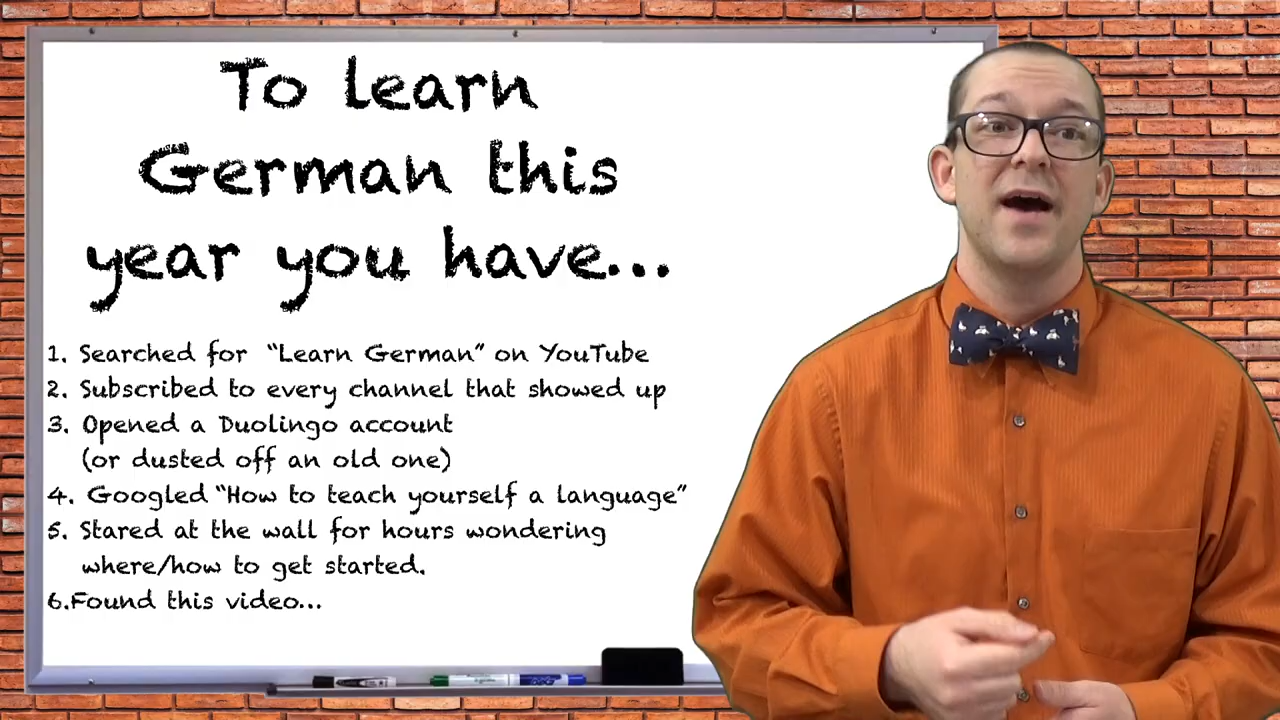 To learn
German this
year you have...
1. Searched for "Learn German" on YouTube
2. Subscribed to every channel that showed up
3. Opened a Duolingo account
(or dusted off an old one)
4. Googled "How to teach yourself a language"
5. Stared at the wall for hours wondering
where/how to get started.
6.Found this video...